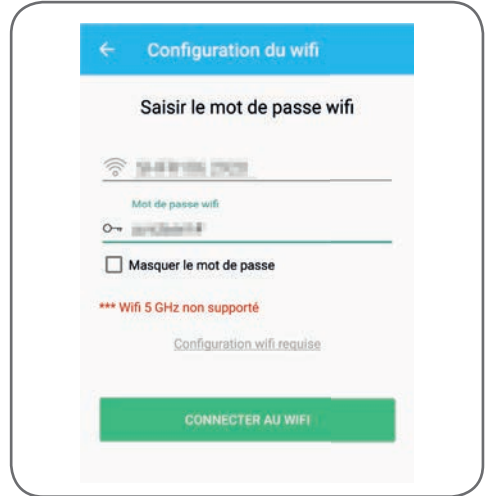 Configuration du wifi
Saisir le mot de passe wifi
Mot de passe wifi
Masquer le mot de passe
*** Wifi 5 GHz non supporté
Configuration wifi requise
CONNECTER AU WIFI